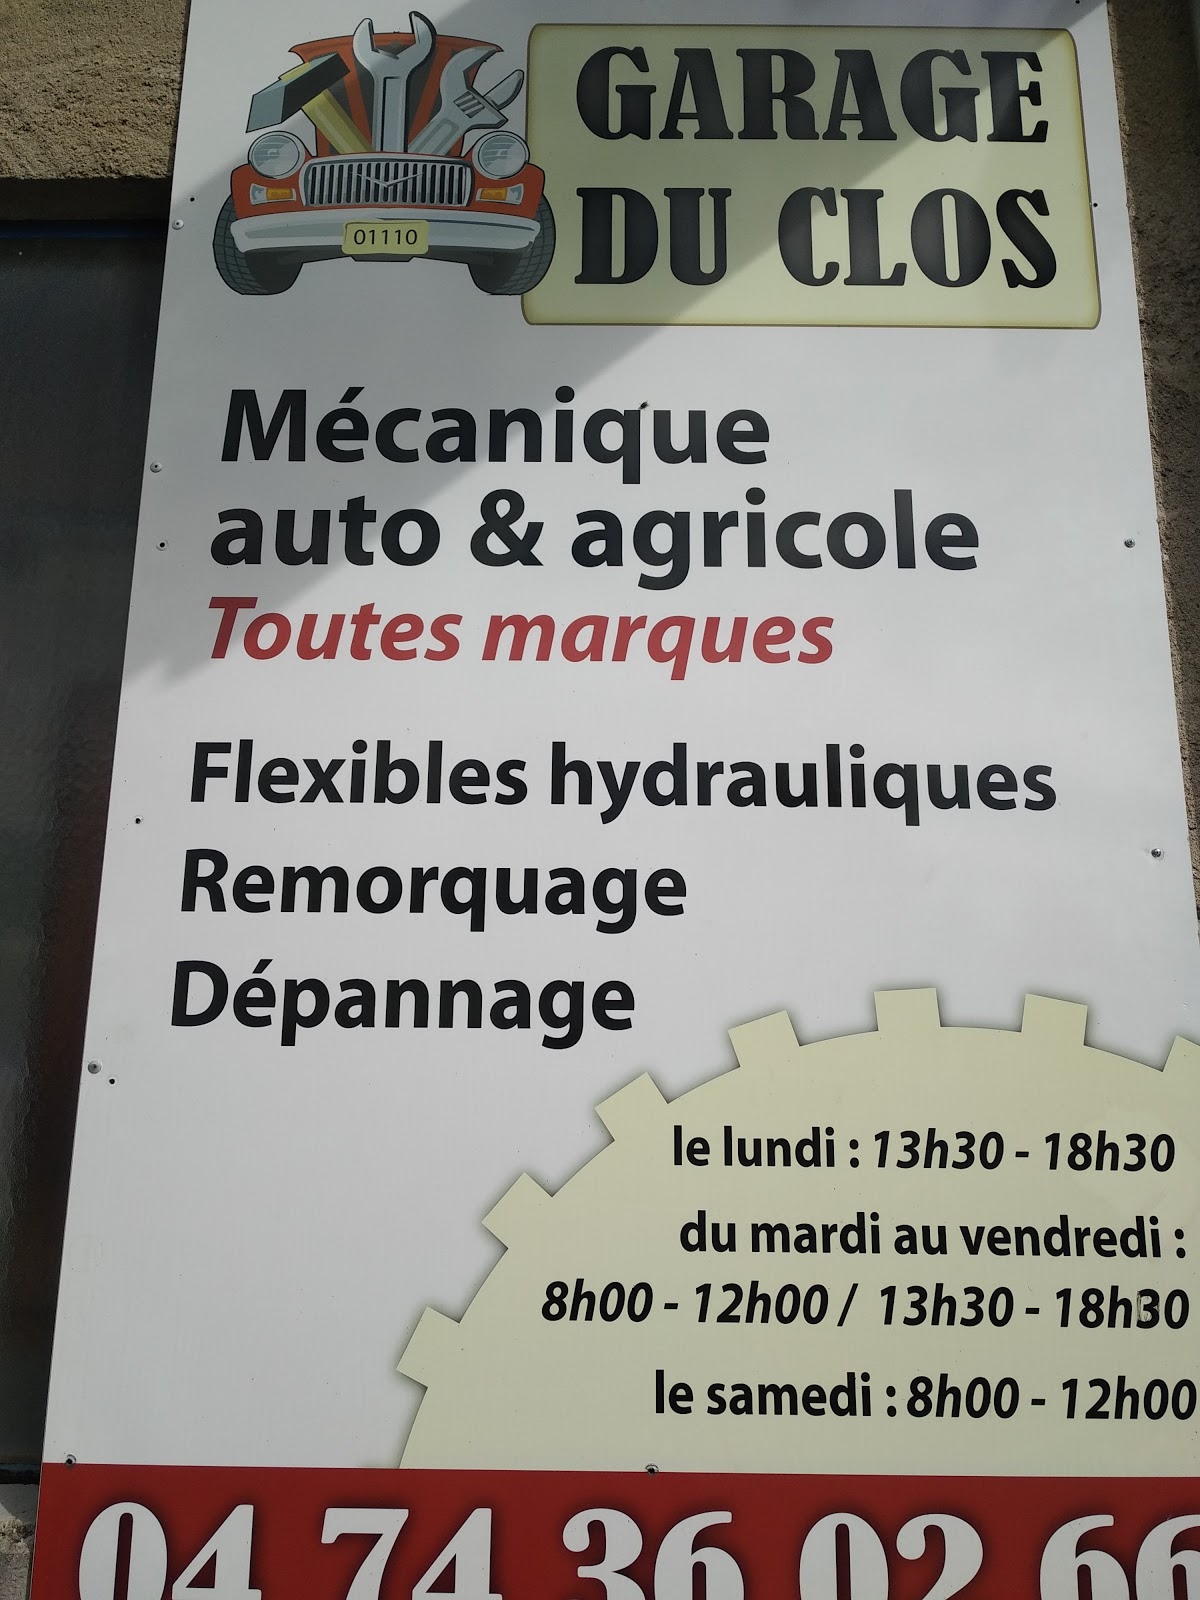 01110
GARAGE
DU CLOS
Mécanique
auto & agricole
Toutes marques
Flexibles hydrauliques
Remorquage
Dépannage
le lundi : 13h30 - 18h30
du mardi au vendredi :
8h00 - 12h00 / 13h30 - 18h30
le samedi : 8h00 - 12h00
04 74 36 02 66